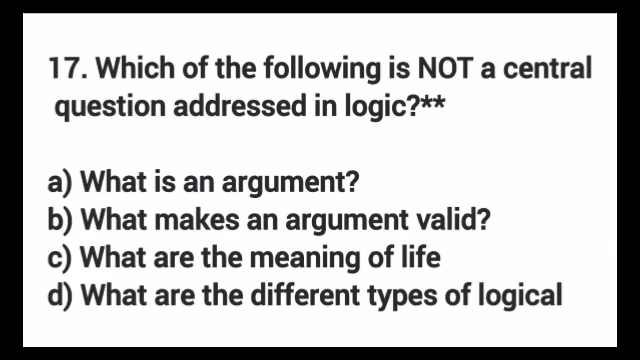 17. Which of the following is NOT a central
question addressed in logic?**
a) What is an argument?
b) What makes an argument valid?
c) What are the meaning of life
d) What are the different types of logical